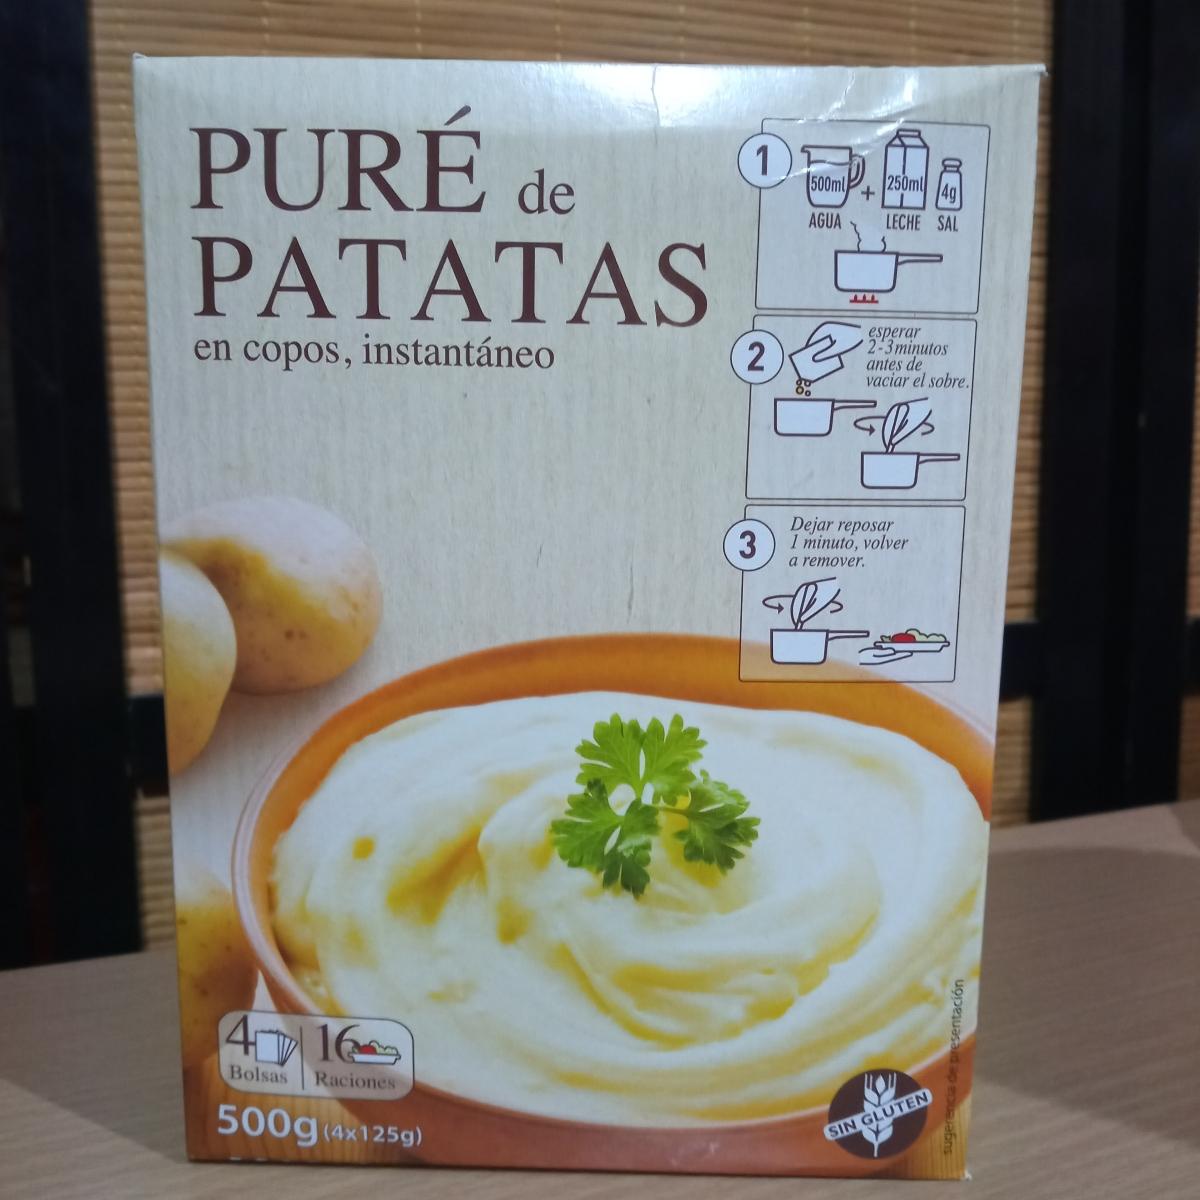 PURÉ de
PATATAS
en copos, instantáneo
1
500ml + 250ml 4g
AGUA LECHE SAL
2
esperar
2-3 minutos
antes de
vaciar el sobre.
3
Dejar reposar
1 minuto, volver
a remover.
4 16
Bolsas Raciones
500g (4x125g)
SIN GLUTEN
sugerencia de presentación